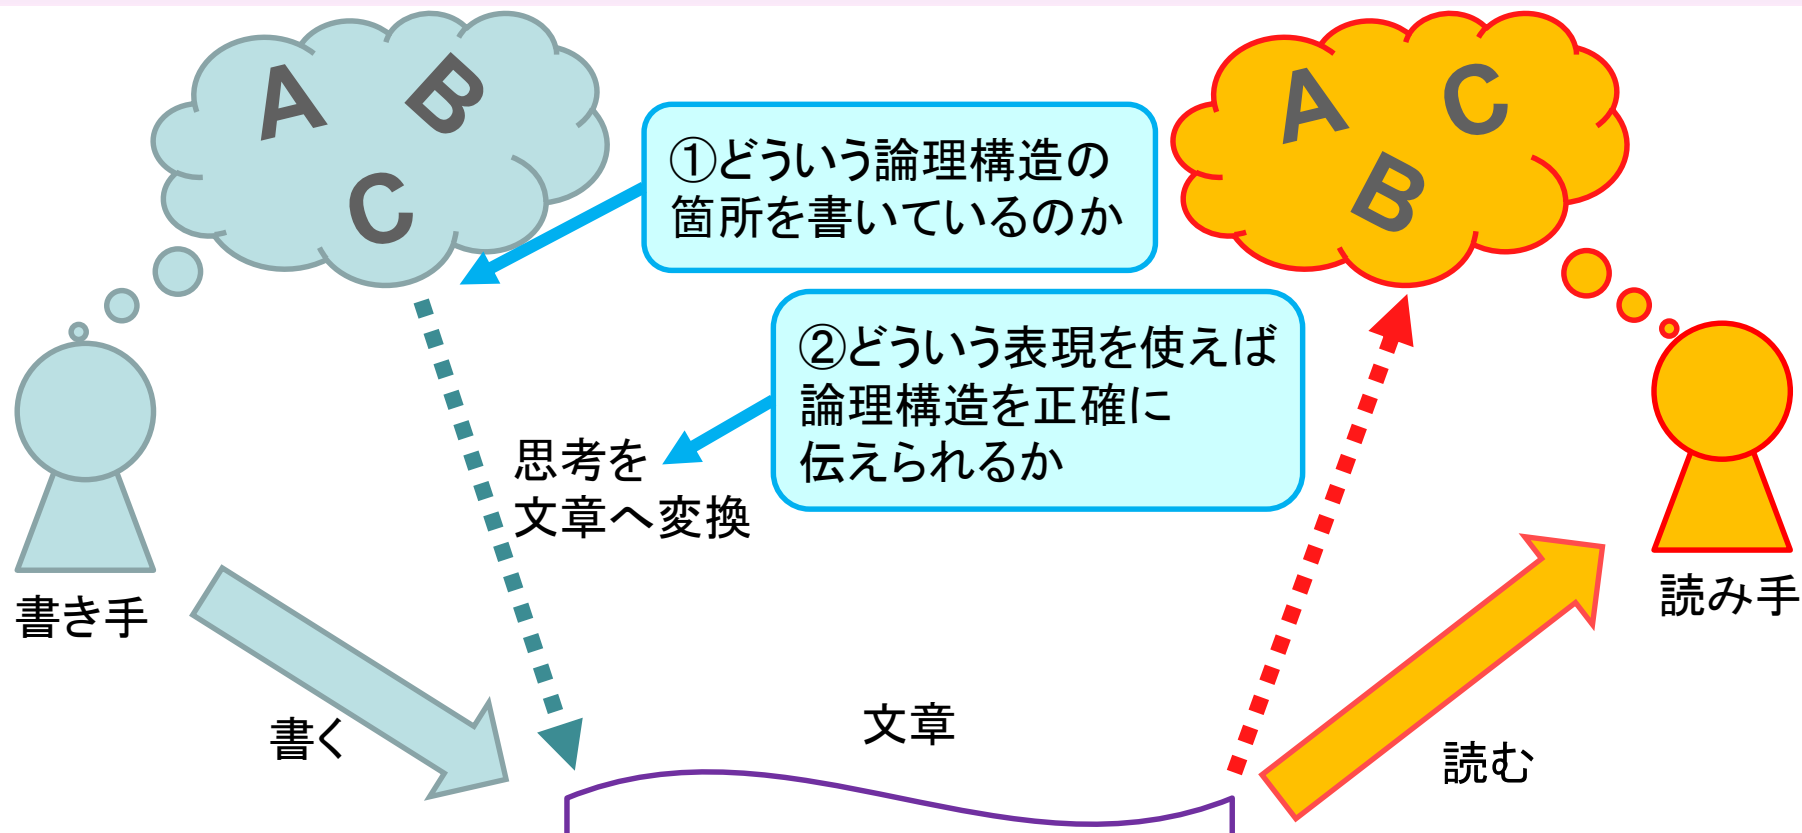 A
B
C
A
C
B
①どういう論理構造の
箇所を書いているのか
②どういう表現を使えば
論理構造を正確に
伝えられるか
思考を
文章へ変換
書き手
読み手
書く
文章
読む